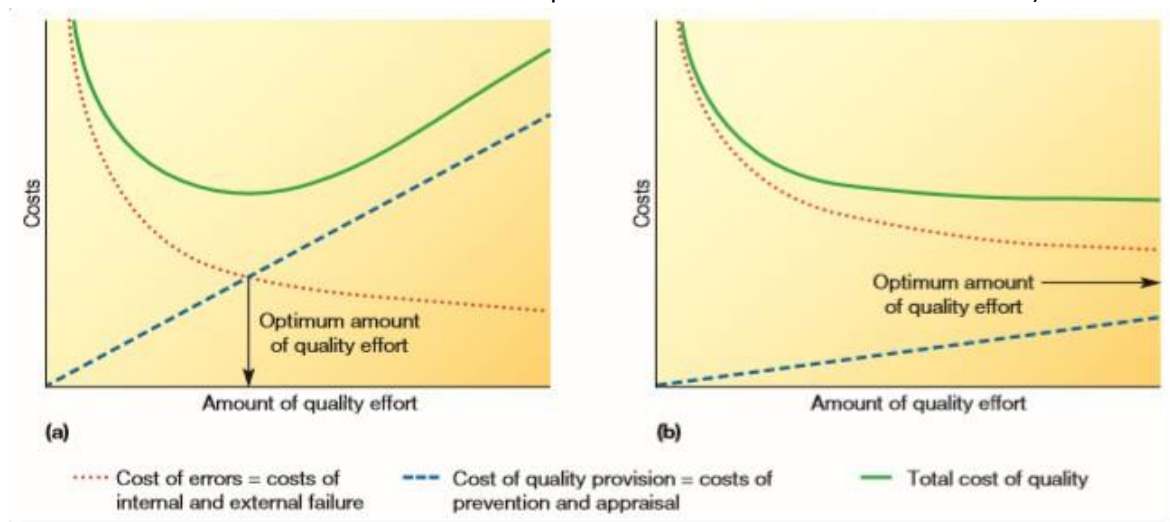 Costs
Optimum amount
of quality effort
Amount of quality effort
(a)
Costs
Optimum amount
of quality effort
Amount of quality effort
(b)
Cost of errors = costs of
internal and external failure
Cost of quality provision = costs of
prevention and appraisal
Total cost of quality